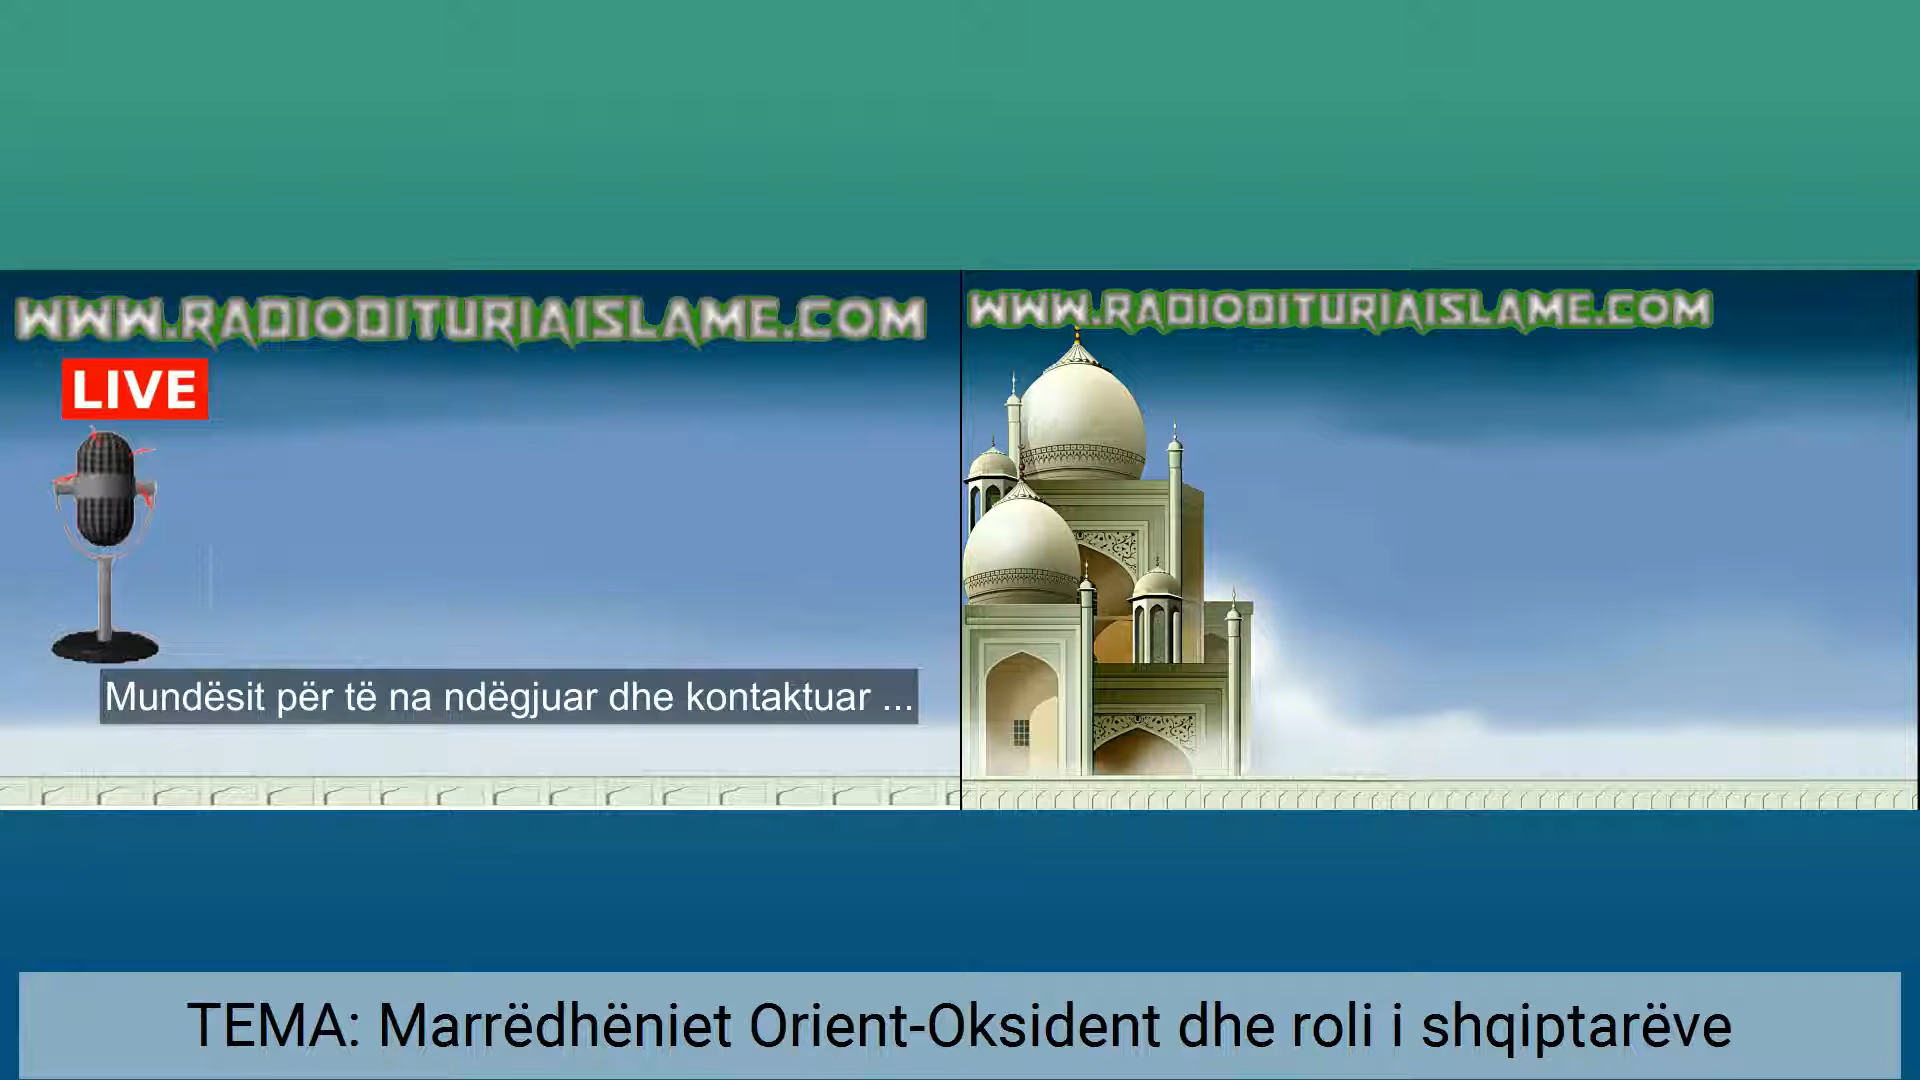 WWW.RADIODITURIAISLAME.COM
LIVE
Mundësit për të na ndëgjuar dhe kontaktuar ...
WWW.RADIODITURIAISLAME.COM
TEMA: Marrëdhëniet Orient-Oksident dhe roli i shqiptarëve